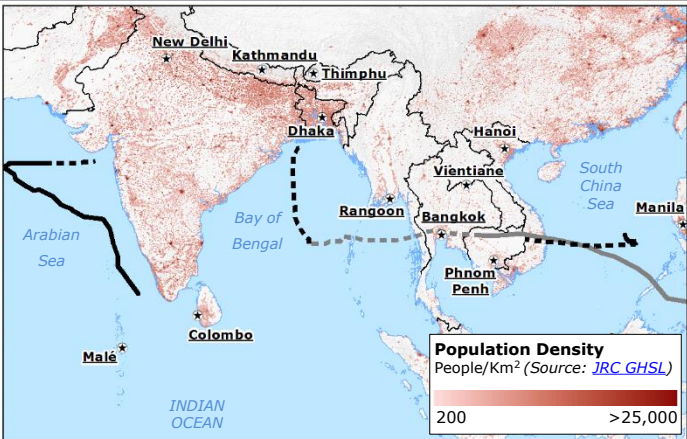 New Delhi
Kathmandu
Thimphu
Dhaka
Hanoi
Vientiane
South
China
Sea
Rangoon
Bangkok
Manila
Bay of
Bengal
Arabian
Sea
Phnom
Penh
Colombo
Malé
INDIAN
OCEAN
Population Density
People/Km² (Source: JRC GHSL)
200 >25,000